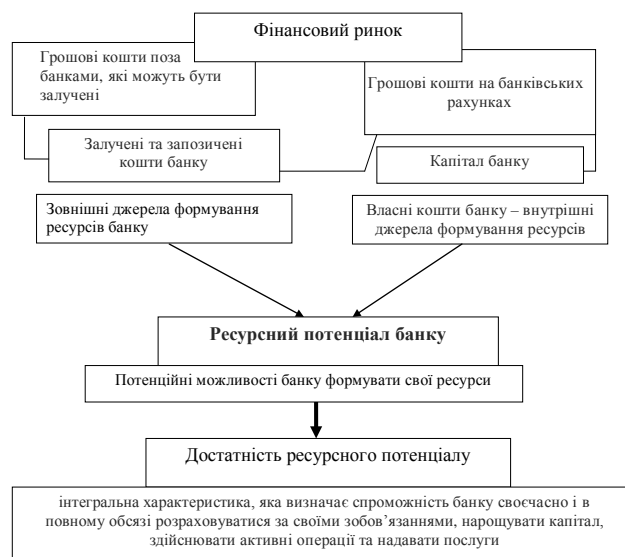 Фінансовий ринок
Грошові кошти поза
банками, які можуть бути
залучені
Грошові кошти на банківських
рахунках
Залучені та запозичені
кошти банку
Капітал банку
Зовнішні джерела формування
ресурсів банку
Власні кошти банку – внутрішні
джерела формування ресурсів
Ресурсний потенціал банку
Потенційні можливості банку формувати свої ресурси
Достатність ресурсного потенціалу
інтегральна характеристика, яка визначає спроможність банку своєчасно і в
повному обсязі розраховуватися за своїми зобов’язаннями, нарощувати капітал,
здійснювати активні операції та надавати послуги